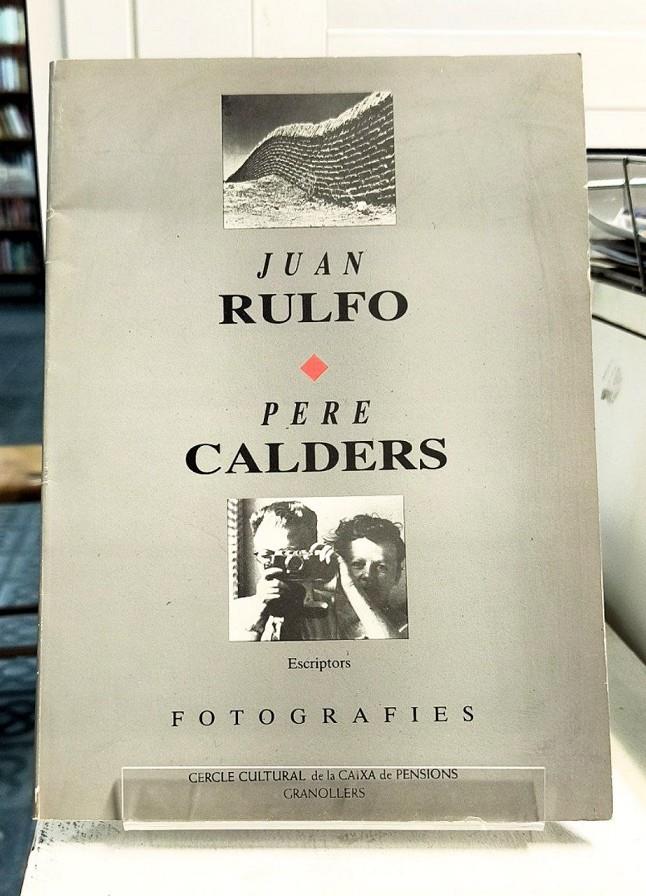 JUAN
RULFO
PERE
CALDERS
Escriptors
FOTOGRAFIES
CERCLE CULTURAL de la CAIXA de PENSIONS
GRANOLLERS